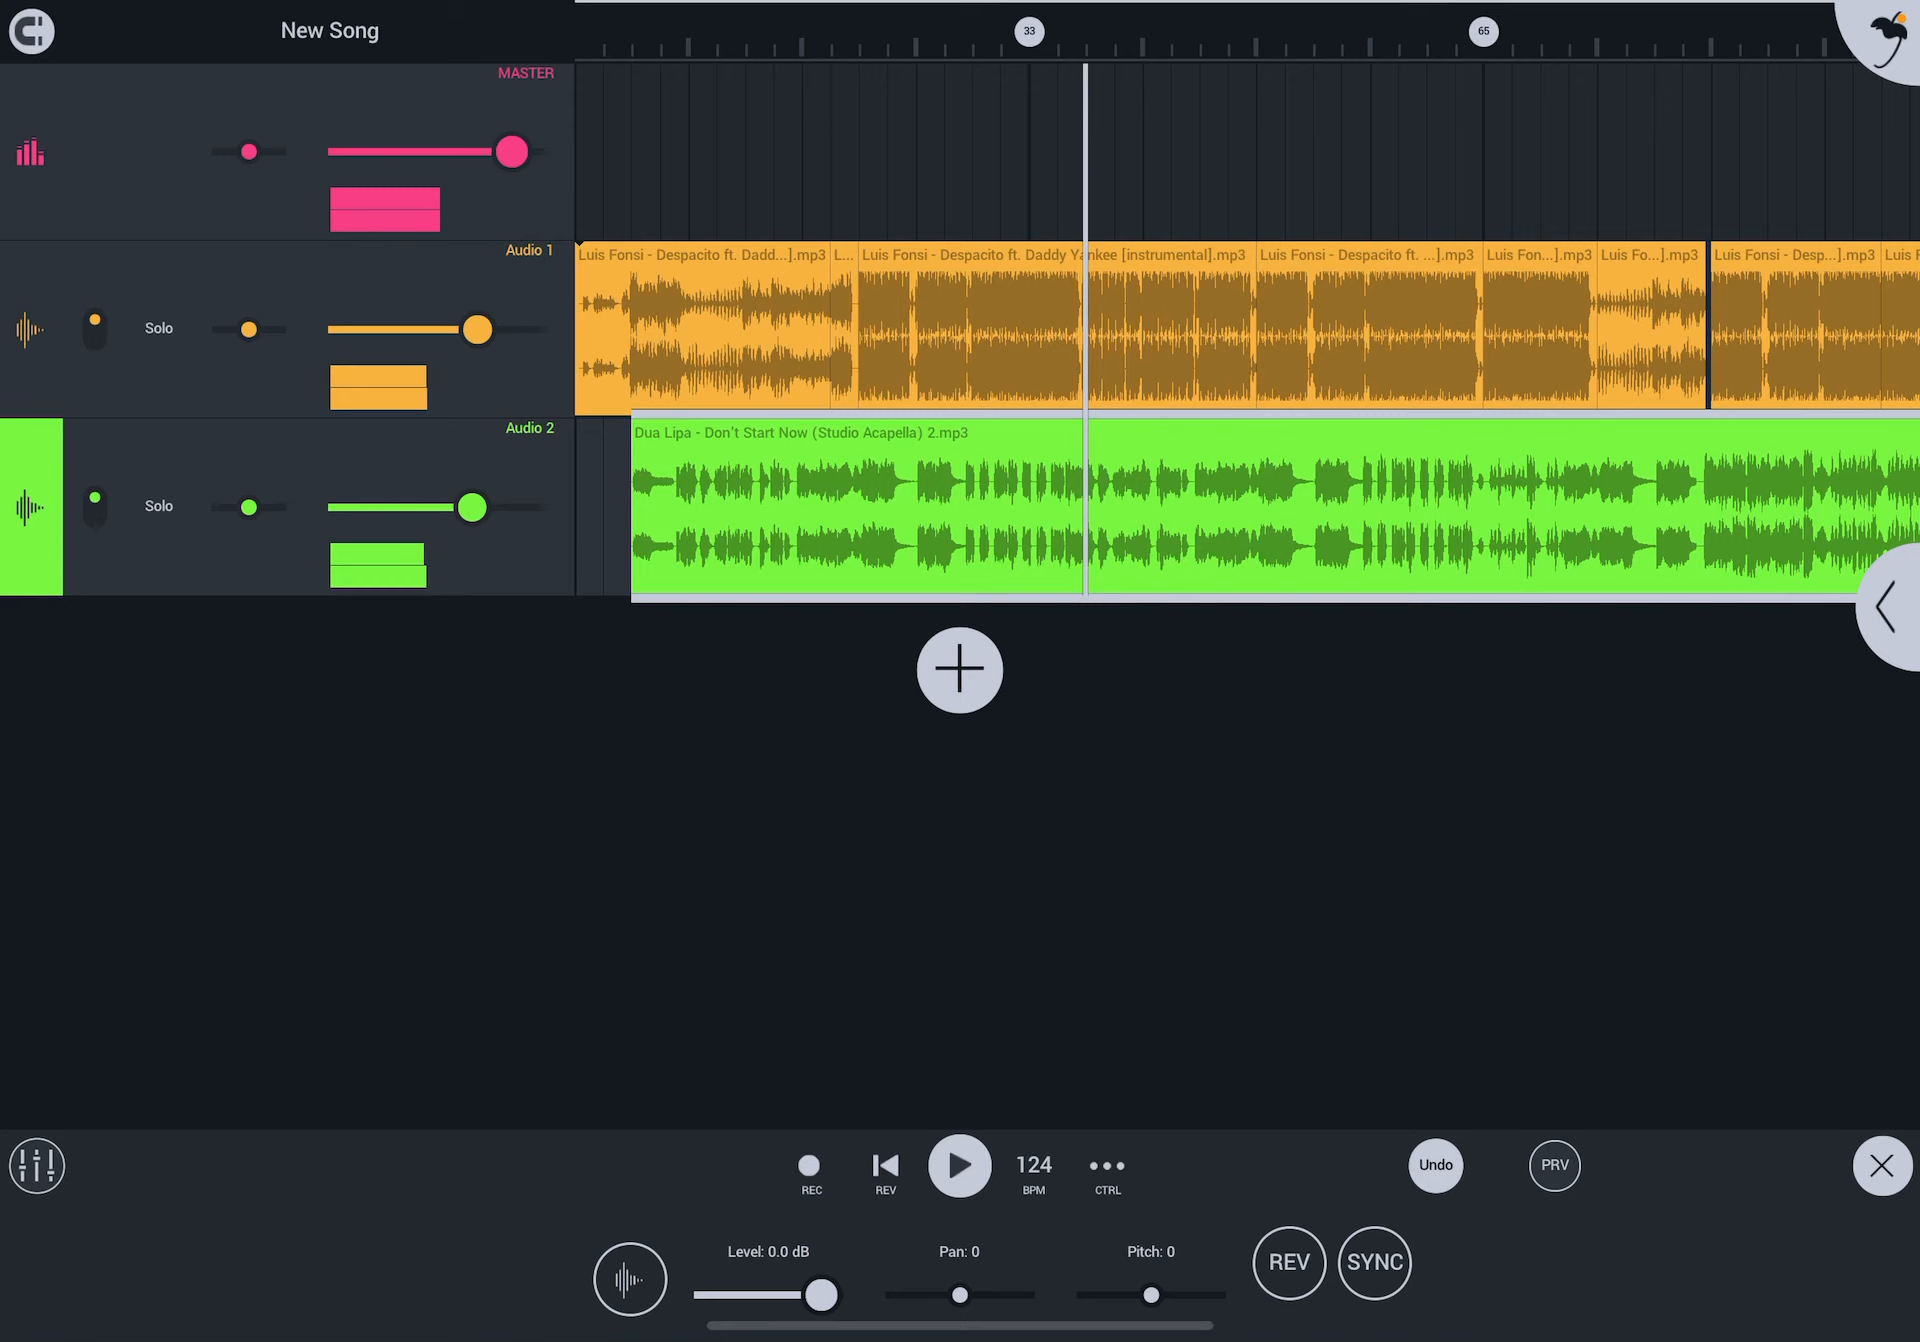 New Song
33
65
MASTER
Audio 1
Luis Fonsi - Despacito ft. Dadd...].mp3
L...
Luis Fonsi - Despacito ft. Daddy Yankee [instrumental].mp3
Luis Fonsi - Despacito ft. ...].mp3
Luis Fon...].mp3
Luis Fo...].mp3
Luis Fonsi - Desp...].mp3
Luis F
Solo
Audio 2
Dua Lipa - Don't Start Now (Studio Acapella) 2.mp3
Solo
124
Undo
PRV
REC
REV
BPM
CTRL
Level: 0.0 dB
Pan: 0
Pitch: 0
REV
SYNC